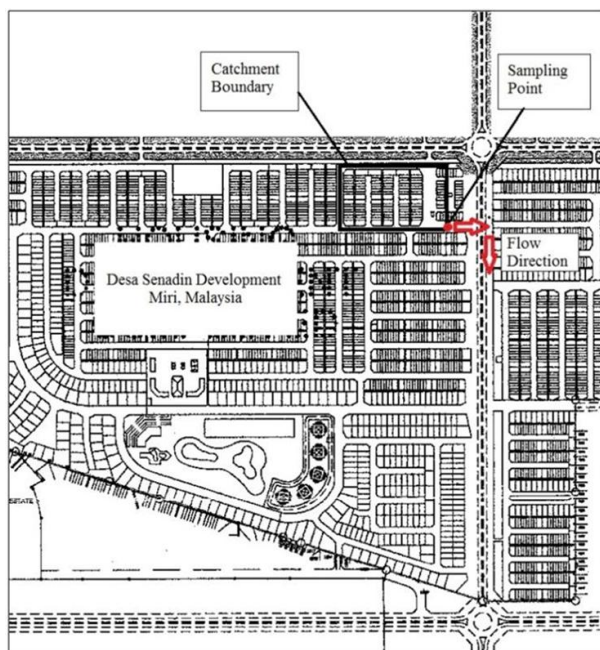 Catchment
Boundary
Sampling
Point
Flow
Direction
Desa Senadin Development
Miri, Malaysia
ESTATE